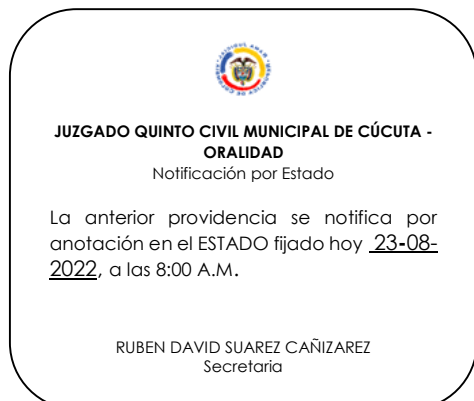 JUZGADO QUINTO CIVIL MUNICIPAL DE CÚCUTA -
ORALIDAD
Notificación por Estado
La anterior providencia se notifica por
anotación en el ESTADO fijado hoy 23-08-
2022, a las 8:00 A.M.
RUBEN DAVID SUAREZ CAÑIZAREZ
Secretaria